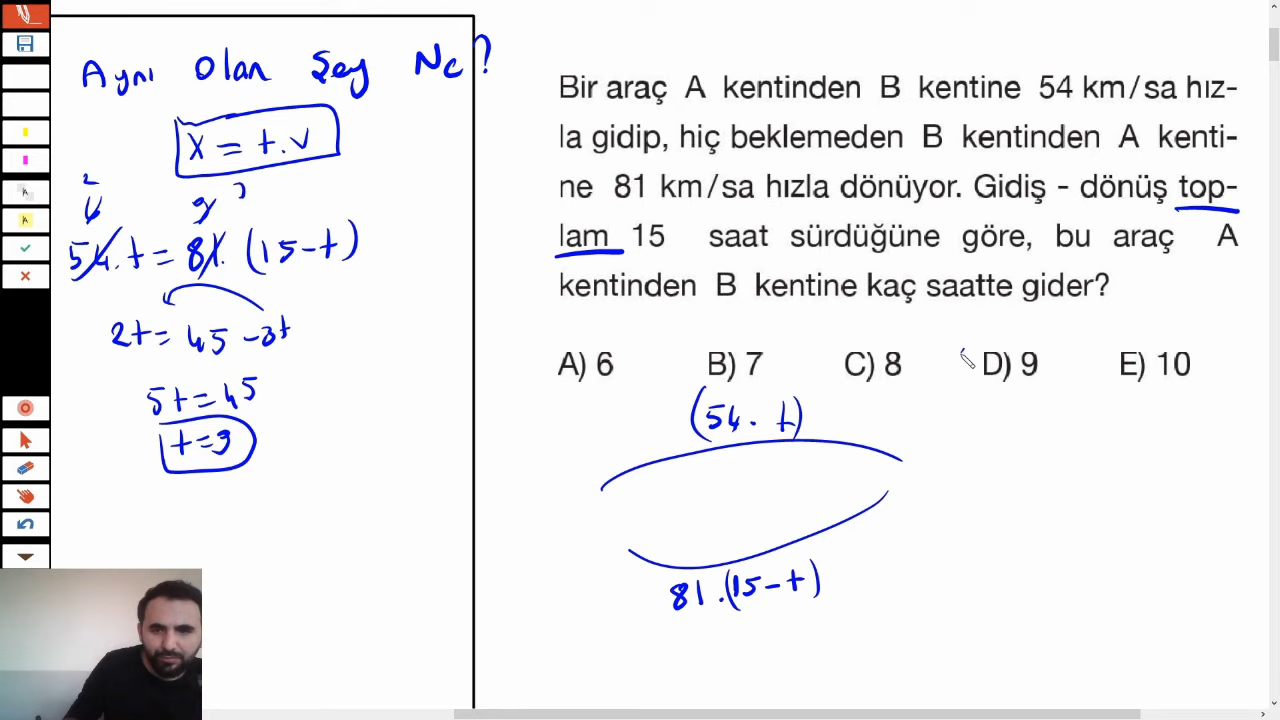 Aynı Olan Şey Ne?
x = t.v
2
6 9 3
54.t = 81.(15-t)
2t = 45 - 3t
5t = 45
t = 9
Bir araç A kentinden B kentine 54 km/sa hız-
la gidip, hiç beklemeden B kentinden A kenti-
ne 81 km/sa hızla dönüyor. Gidiş - dönüş top-
lam 15 saat sürdüğüne göre, bu araç A
kentinden B kentine kaç saatte gider?
A) 6 B) 7 C) 8 D) 9 E) 10
(54. t)
81.(15-t)